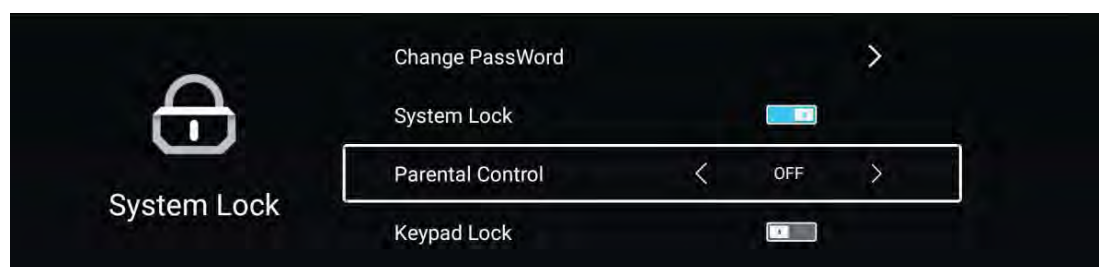 Change PassWord
System Lock
Parental Control OFF
System Lock
Keypad Lock